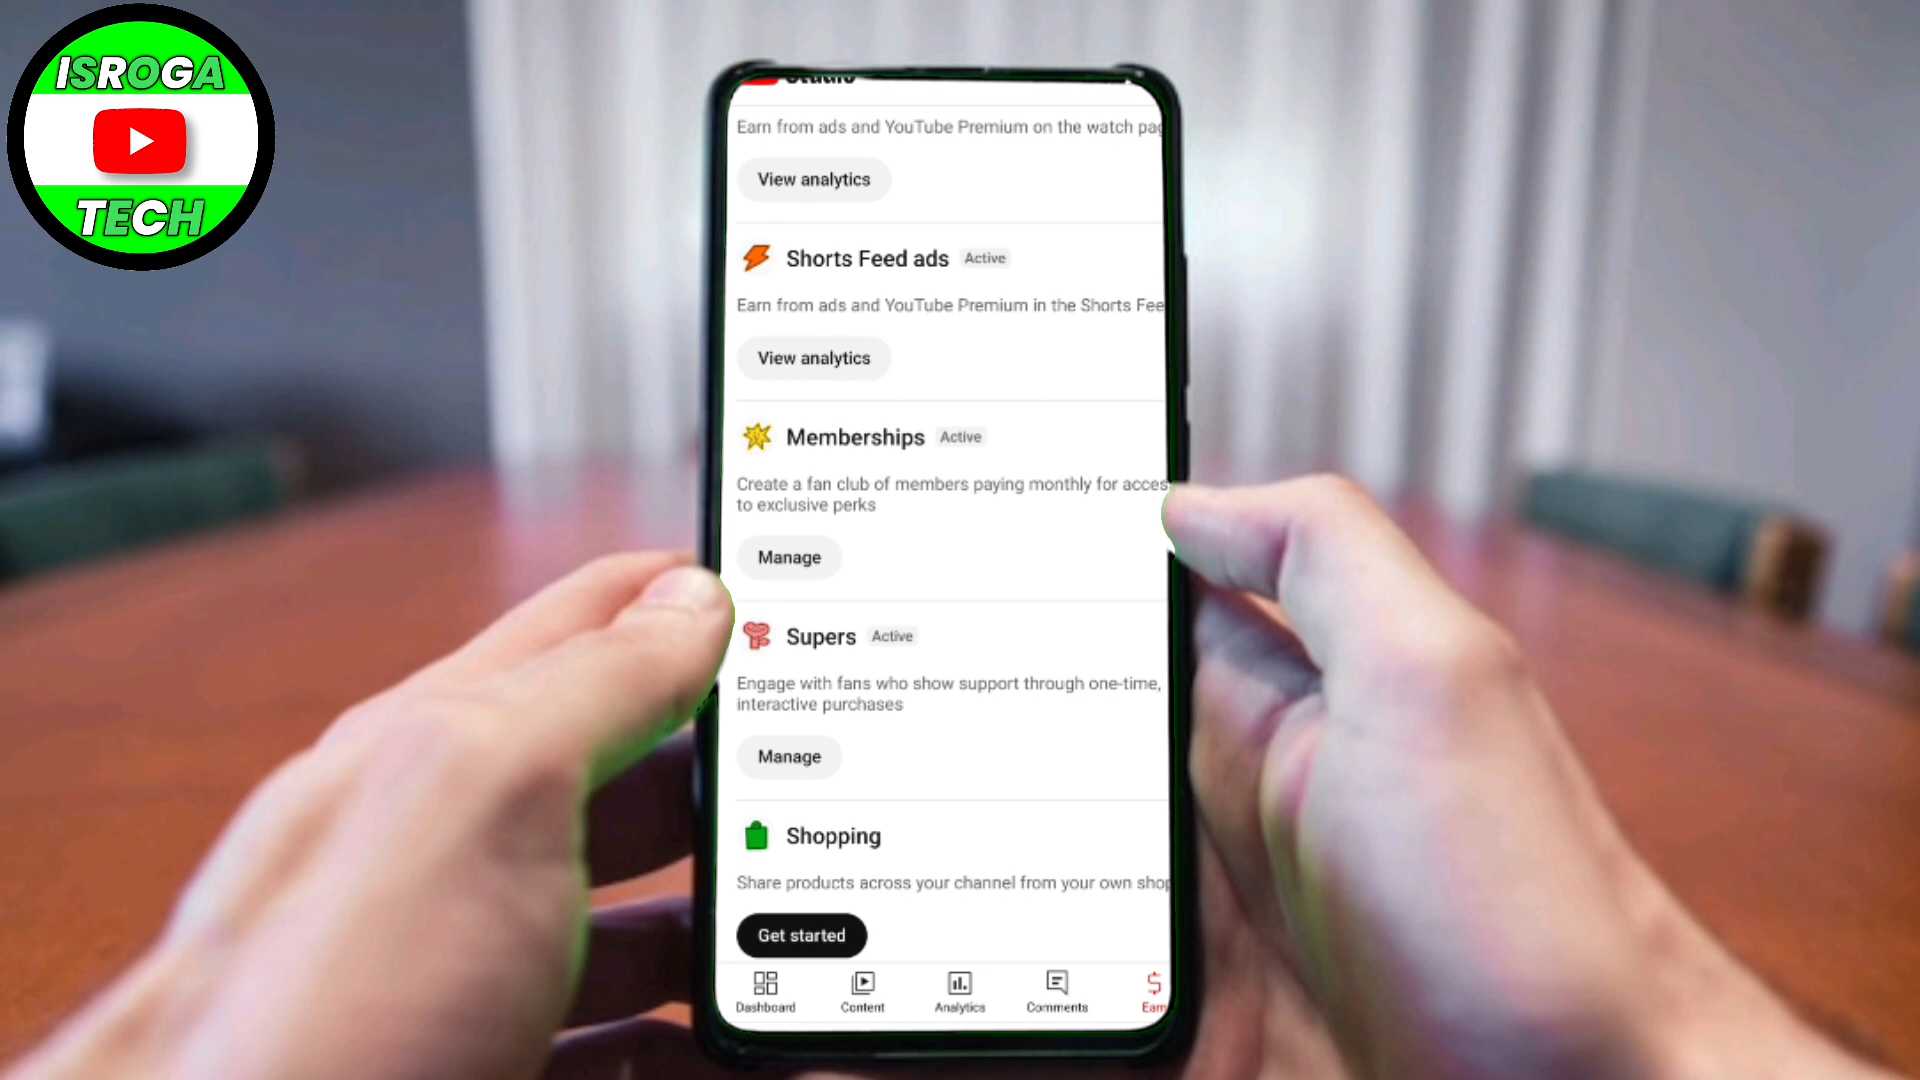 ISROGA
TECH
Studio
Earn from ads and YouTube Premium on the watch pag
View analytics
Shorts Feed ads Active
Earn from ads and YouTube Premium in the Shorts Fee
View analytics
Memberships Active
Create a fan club of members paying monthly for acces
to exclusive perks
Manage
Supers Active
Engage with fans who show support through one-time,
interactive purchases
Manage
Shopping
Share products across your channel from your own shop
Get started
Dashboard
Content
Analytics
Comments
Earn